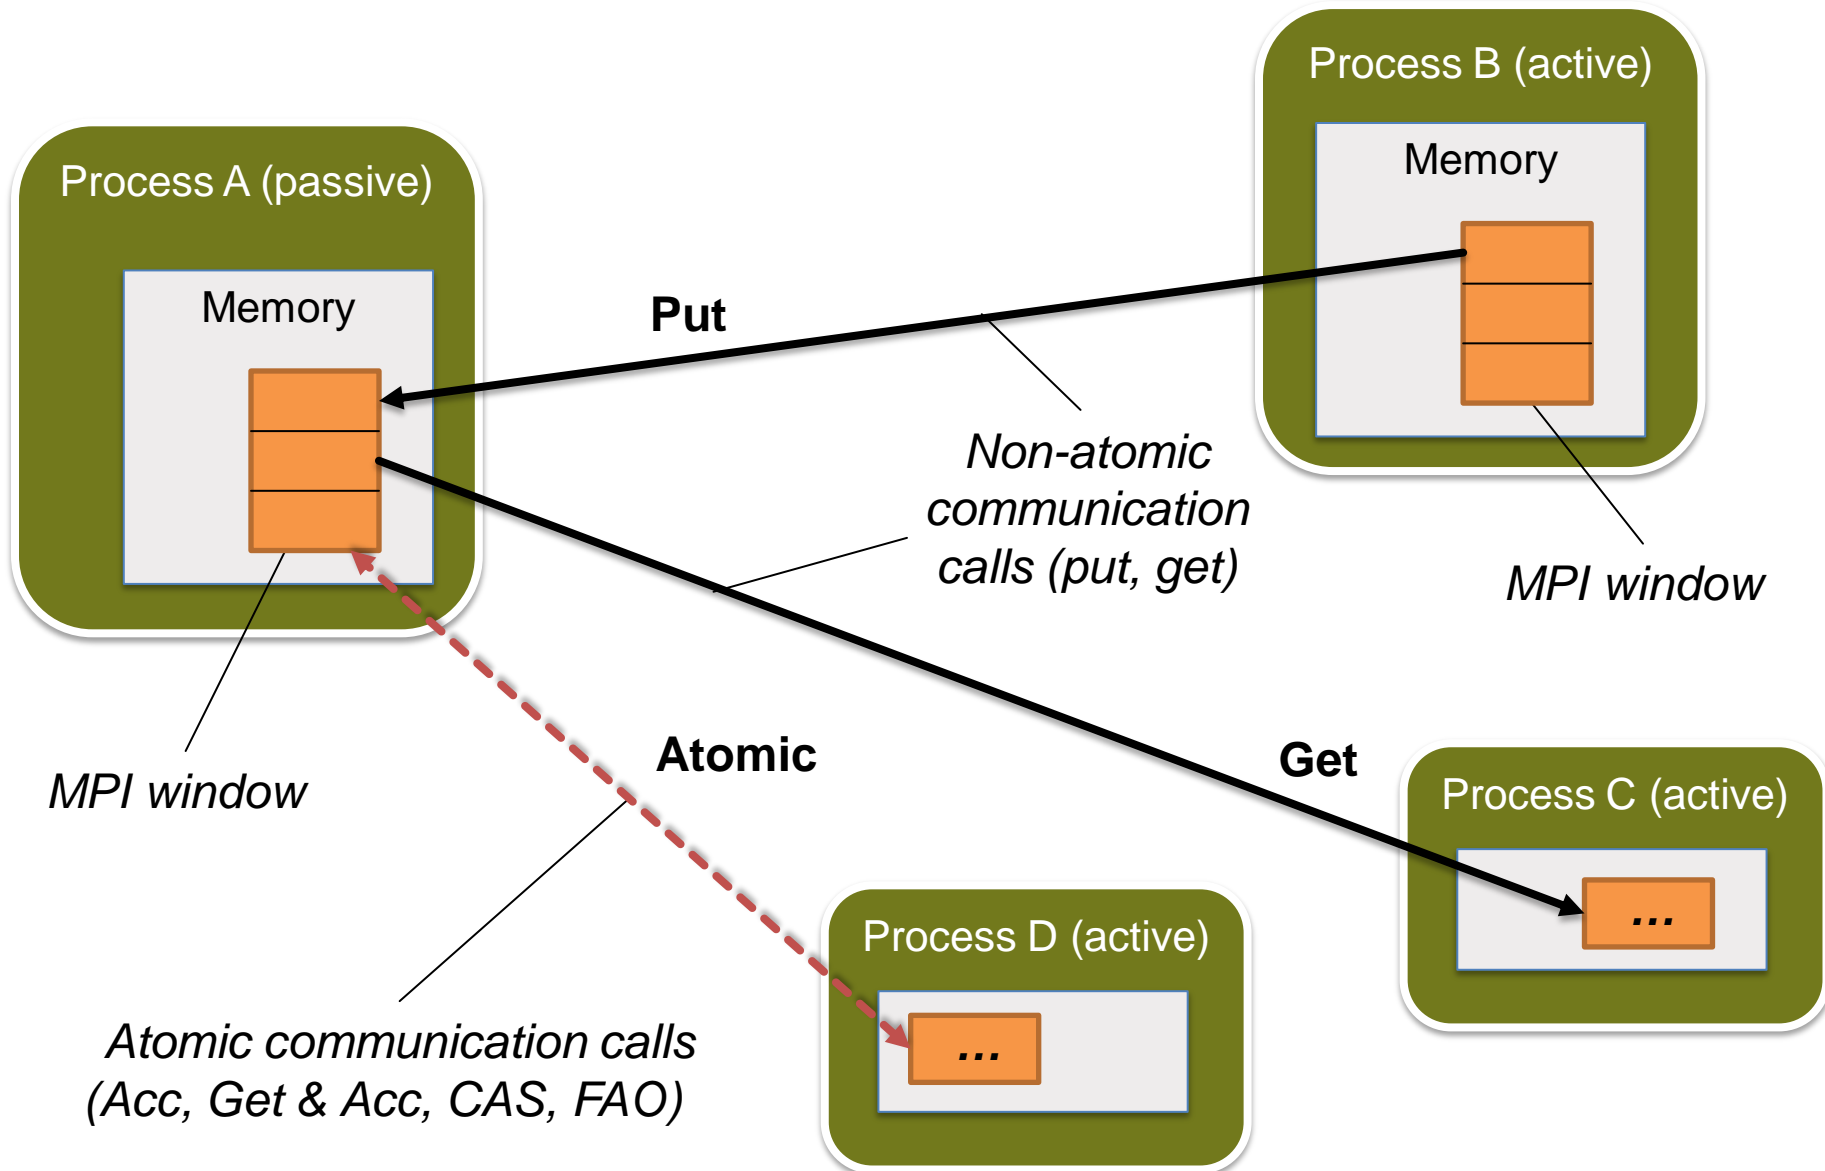 Process B (active)
Memory
MPI window
Process A (passive)
Memory
MPI window
Put
Non-atomic
communication
calls (put, get)
Atomic
Get
Process C (active)
...
Process D (active)
...
Atomic communication calls
(Acc, Get & Acc, CAS, FAO)